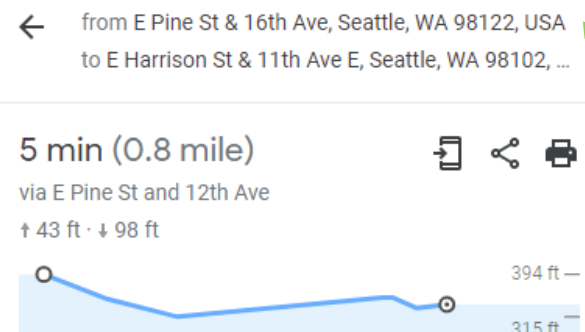 from E Pine St & 16th Ave, Seattle, WA 98122, USA
to E Harrison St & 11th Ave E, Seattle, WA 98102, ...
5 min (0.8 mile)
via E Pine St and 12th Ave
↑ 43 ft · ↓ 98 ft
394 ft
315 ft